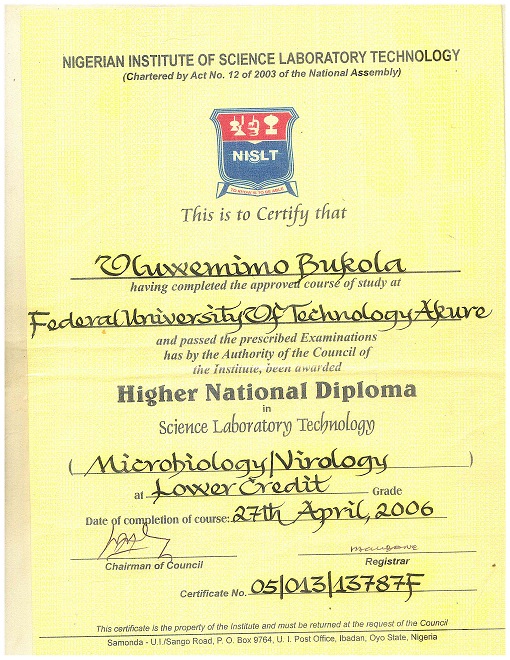 NIGERIAN INSTITUTE OF SCIENCE LABORATORY TECHNOLOGY
(Chartered by Act No. 12 of 2003 of the National Assembly)
NISLT
TO KNOW IS TO BE ABLE
This is to Certify that
Oluwemimo Bukola
having completed the approved course of study at
Federal University Of Technology Akure
and passed the prescribed Examinations
has by the Authority of the Council of
the Institute, been awarded
Higher National Diploma
in
Science Laboratory Technology
(Microbiology/Virology)
at Lower Credit Grade
Date of completion of course: 27th April, 2006
Chairman of Council
Registrar
Certificate No. 05/013/13787F
This certificate is the property of the Institute and must be returned at the request of the Council
Samonda - U.I./Sango Road, P. O. Box 9764, U. I. Post Office, Ibadan, Oyo State, Nigeria